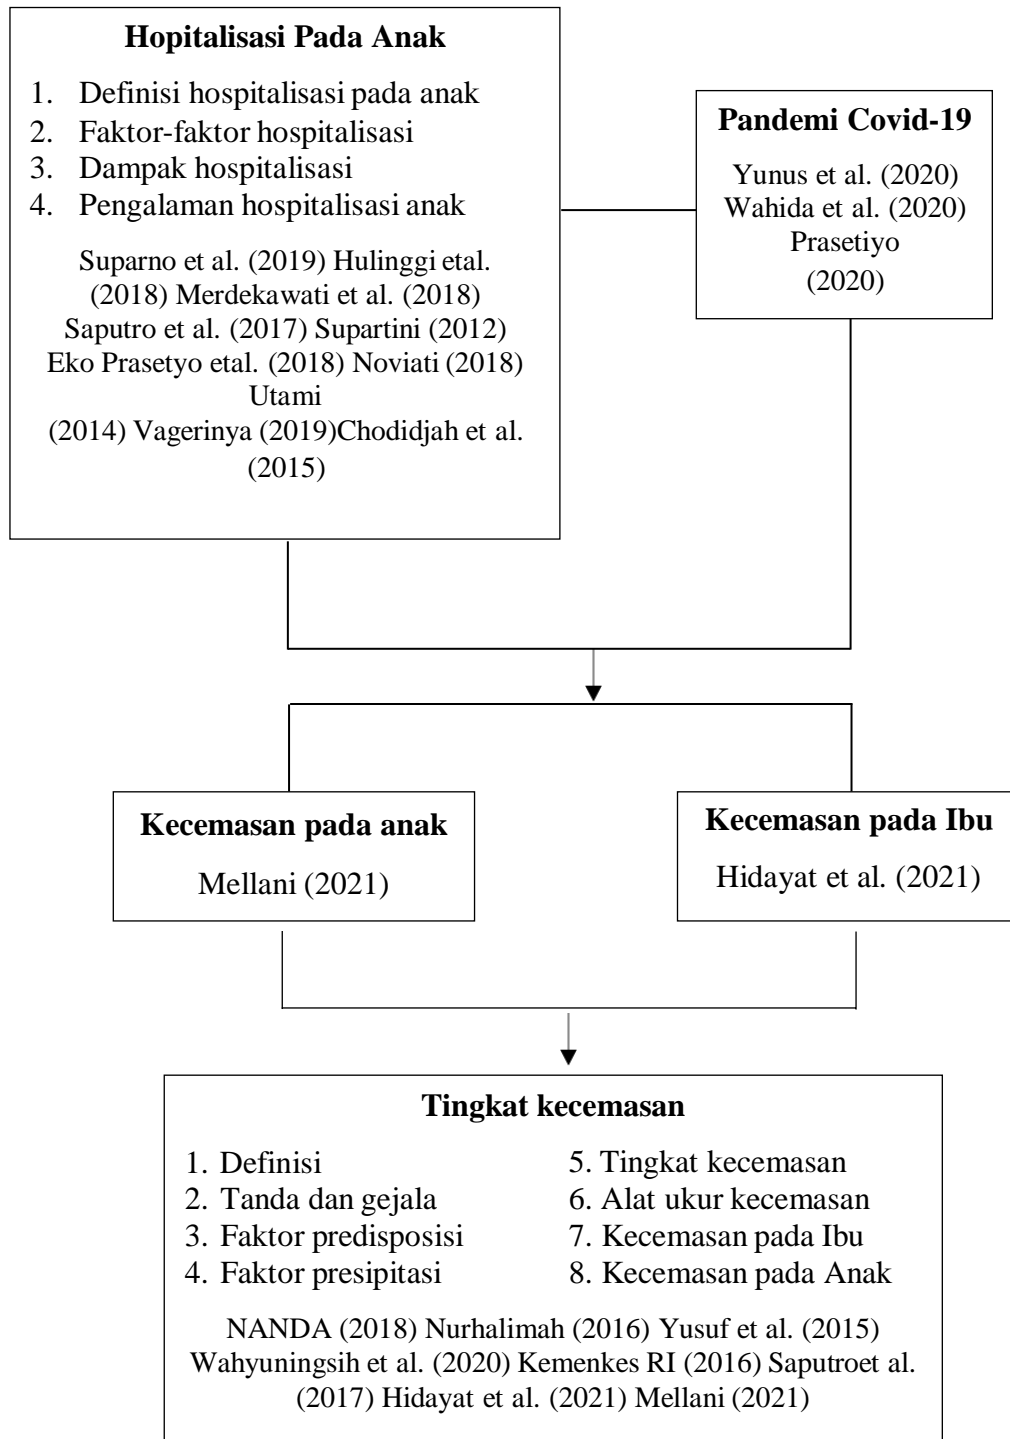 Hopitalisasi Pada Anak
1. Definisi hospitalisasi pada anak
2. Faktor-faktor hospitalisasi
3. Dampak hospitalisasi
4. Pengalaman hospitalisasi anak
Suparno et al. (2019) Hulinggi etal.
(2018) Merdekawati et al. (2018)
Saputro et al. (2017) Supartini (2012)
Eko Prasetyo etal. (2018) Noviati (2018)
Utami
(2014) Vagerinya (2019)Chodidjah et al.
(2015)
Pandemi Covid-19
Yunus et al. (2020)
Wahida et al. (2020)
Prasetiyo
(2020)
Kecemasan pada anak
Mellani (2021)
Kecemasan pada Ibu
Hidayat et al. (2021)
Tingkat kecemasan
1. Definisi
2. Tanda dan gejala
3. Faktor predisposisi
4. Faktor presipitasi
5. Tingkat kecemasan
6. Alat ukur kecemasan
7. Kecemasan pada Ibu
8. Kecemasan pada Anak
NANDA (2018) Nurhalimah (2016) Yusuf et al. (2015)
Wahyuningsih et al. (2020) Kemenkes RI (2016) Saputroet al.
(2017) Hidayat et al. (2021) Mellani (2021)